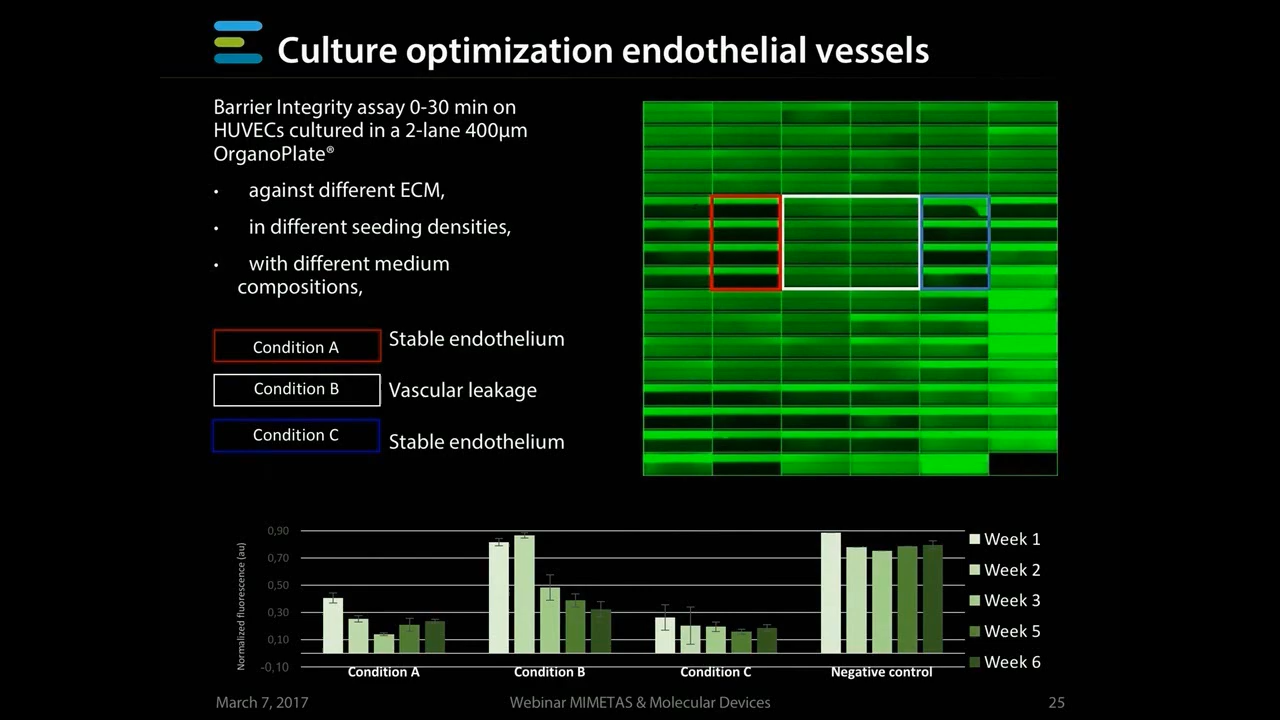 Culture optimization endothelial vessels
Barrier Integrity assay 0-30 min on
HUVECs cultured in a 2-lane 400µm
OrganoPlate®
• against different ECM,
• in different seeding densities,
• with different medium
compositions,
Condition A
Stable endothelium
Condition B
Vascular leakage
Condition C
Stable endothelium
Normalized fluorescence (au)
0,90
0,70
0,50
0,30
0,10
-0,10
Condition A
Condition B
Condition C
Negative control
Week 1
Week 2
Week 3
Week 5
Week 6
March 7, 2017
Webinar MIMETAS & Molecular Devices
25